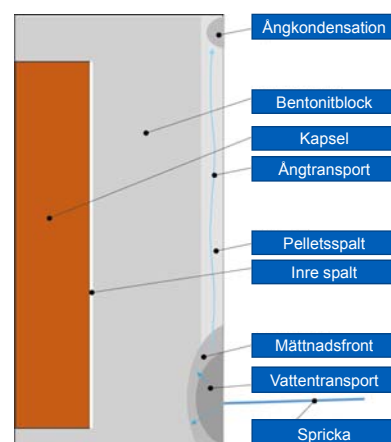 Ångkondensation
Bentonitblock
Kapsel
Ångtransport
Pelletsspalt
Inre spalt
Mättnadsfront
Vattentransport
Spricka